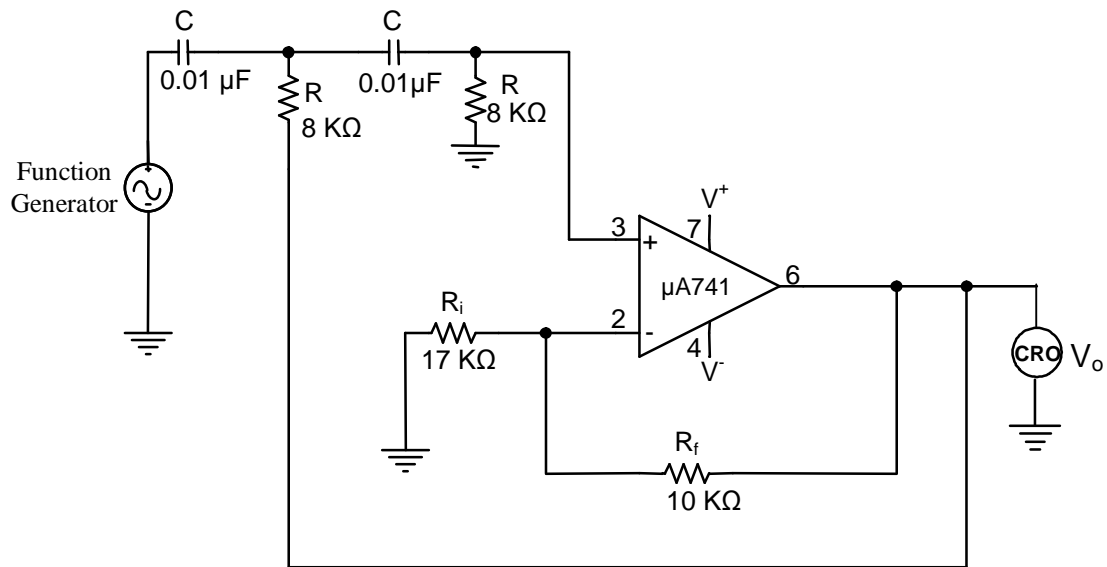 C
C
0.01 µF
0.01µF
R
8 KΩ
R
8 KΩ
Function
Generator
3
+
7
V⁺
µA741
6
2
-
4
V⁻
Rᵢ
17 KΩ
CRO
Vₒ
R_f
10 KΩ